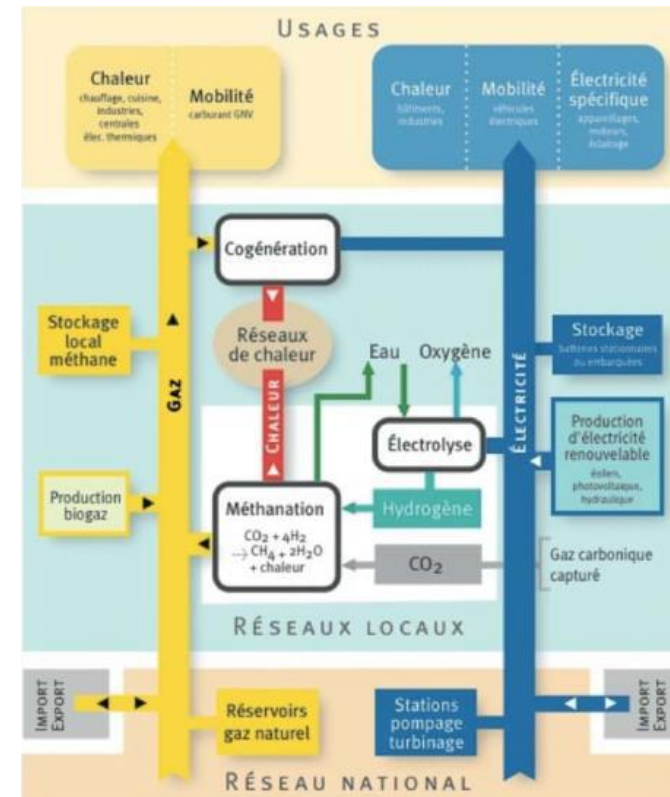 USAGES
Chaleur
chauffage, cuisine,
industries,
centrales
élec. thermiques
Mobilité
carburant GNV
Chaleur
bâtiments,
industries
Mobilité
véhicules
électriques
Électricité
spécifique
appareillages,
moteurs,
éclairage
Cogénération
Stockage
local
méthane
Réseaux
de chaleur
Eau
Oxygène
Stockage
batteries stationnaires
ou embarquées
GAZ
CHALEUR
ÉLECTRICITÉ
Électrolyse
Production
d'électricité
renouvelable
éolien,
photovoltaïque,
hydraulique
Production
biogaz
Méthanation
CO2 + 4H2
→ CH4 + 2H2O
+ chaleur
Hydrogène
CO2
Gaz carbonique
capturé
RÉSEAUX LOCAUX
IMPORT
EXPORT
Réservoirs
gaz naturel
Stations
pompage
turbinage
IMPORT
EXPORT
RÉSEAU NATIONAL